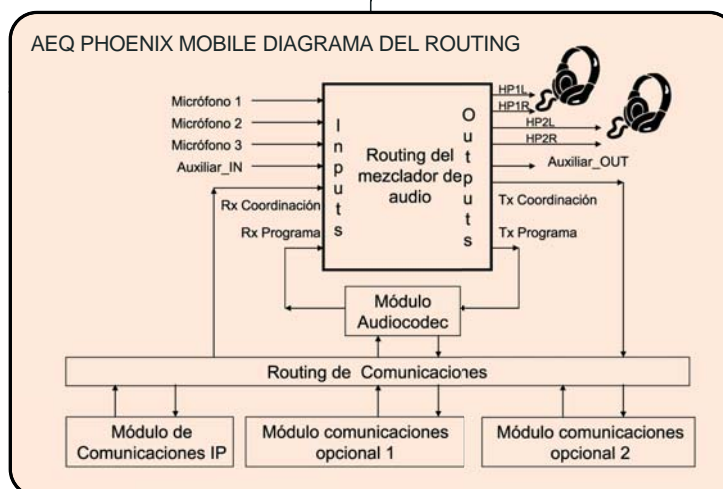 AEQ PHOENIX MOBILE DIAGRAMA DEL ROUTING
Micrófono 1
Micrófono 2
Micrófono 3
Auxiliar_IN
Rx Coordinación
Rx Programa
Inputs
Routing del
mezclador de
audio
Outputs
HP1L
HP1R
HP2L
HP2R
Auxiliar_OUT
Tx Coordinación
Tx Programa
Módulo
Audiocodec
Routing de Comunicaciones
Módulo de
Comunicaciones IP
Módulo comunicaciones
opcional 1
Módulo comunicaciones
opcional 2